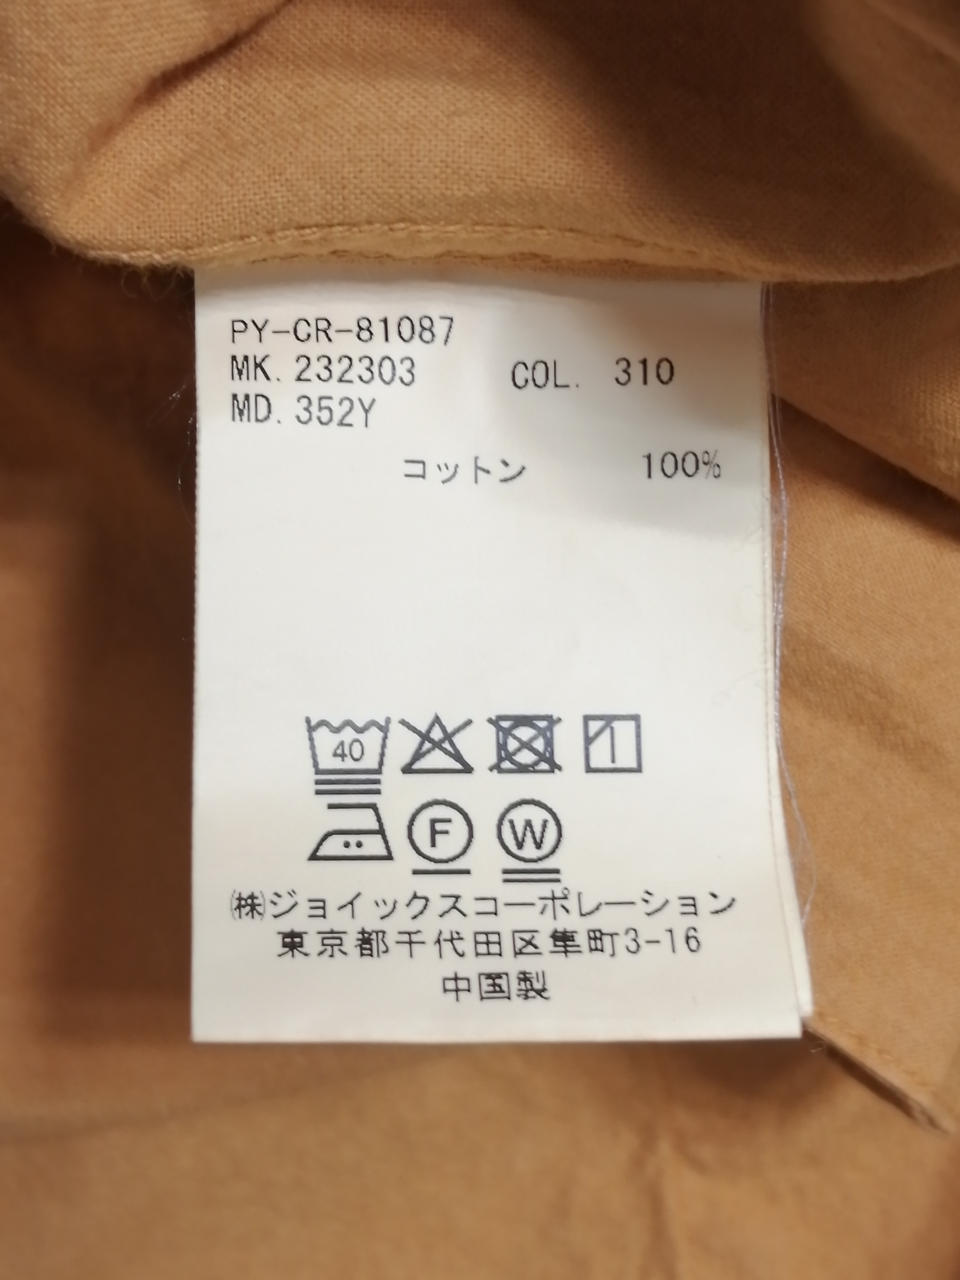 PY-CR-81087
MK. 232303 COL. 310
MD. 352Y
コットン 100%
40
F W
㈱ジョイックスコーポレーション
東京都千代田区隼町3-16
中国製